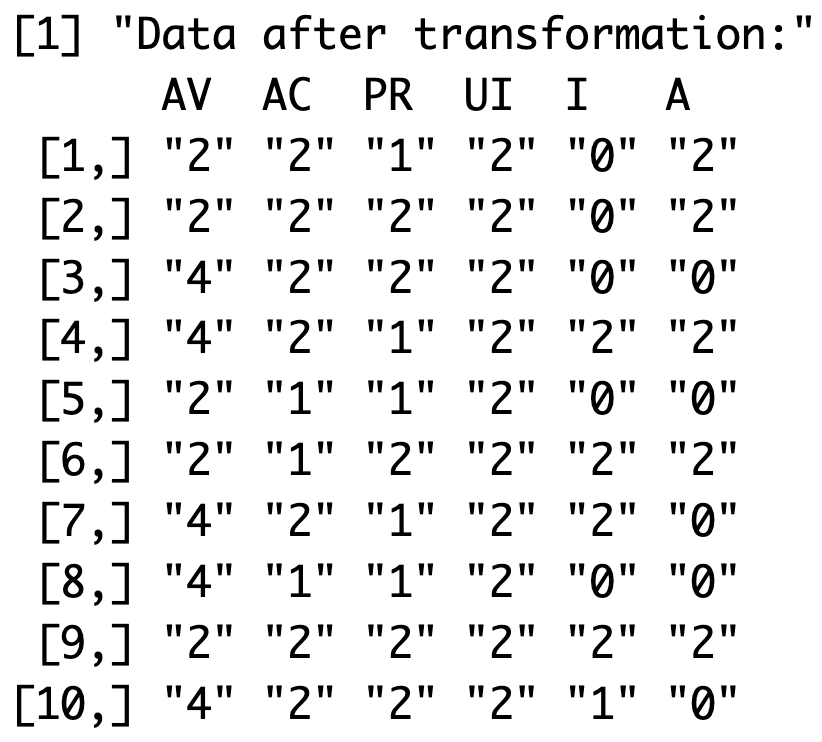 [1] "Data after transformation:"
AV AC PR UI I A
[1,] "2" "2" "1" "2" "0" "2"
[2,] "2" "2" "2" "2" "0" "2"
[3,] "4" "2" "2" "2" "0" "0"
[4,] "4" "2" "1" "2" "2" "2"
[5,] "2" "1" "1" "2" "0" "0"
[6,] "2" "1" "2" "2" "2" "2"
[7,] "4" "2" "1" "2" "2" "0"
[8,] "4" "1" "1" "2" "0" "0"
[9,] "2" "2" "2" "2" "2" "2"
[10,] "4" "2" "2" "2" "1" "0"